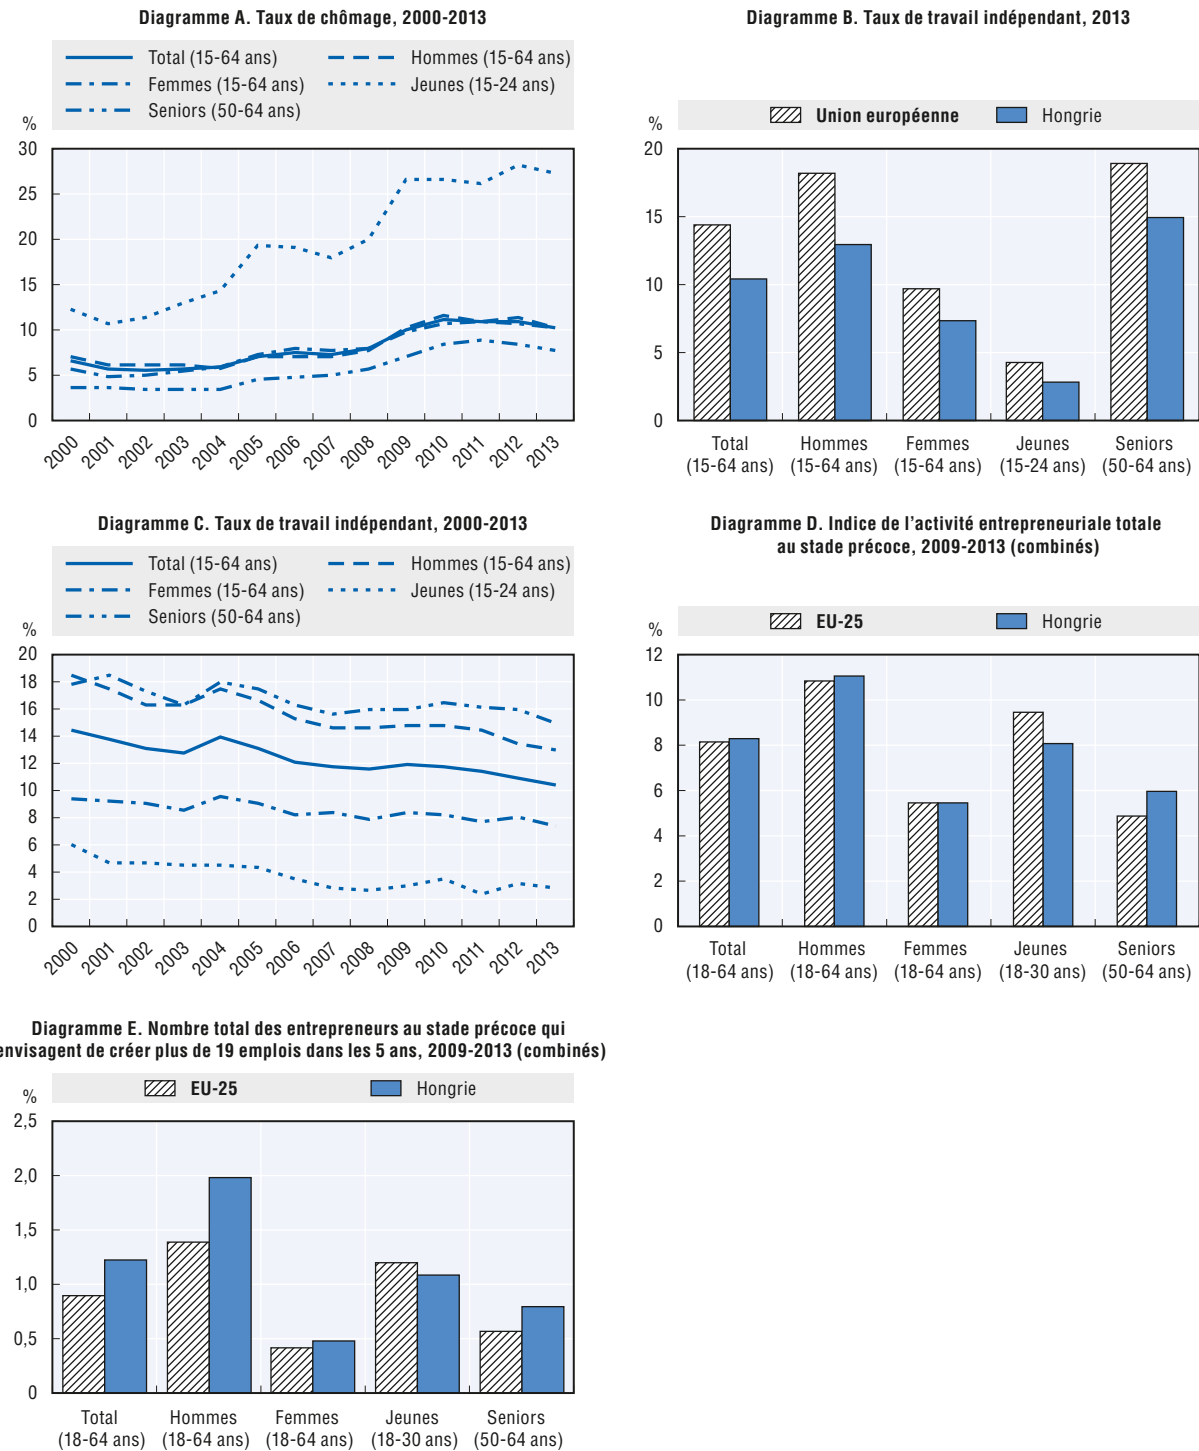 Diagramme A. Taux de chômage, 2000-2013
Total (15-64 ans) Hommes (15-64 ans)
Femmes (15-64 ans) Jeunes (15-24 ans)
Seniors (50-64 ans)
%
30
25
20
15
10
5
0
2000 2001 2002 2003 2004 2005 2006 2007 2008 2009 2010 2011 2012 2013
Diagramme B. Taux de travail indépendant, 2013
Union européenne Hongrie
%
20
15
10
5
0
Total Hommes Femmes Jeunes Seniors
(15-64 ans) (15-64 ans) (15-64 ans) (15-24 ans) (50-64 ans)
Diagramme C. Taux de travail indépendant, 2000-2013
Total (15-64 ans) Hommes (15-64 ans)
Femmes (15-64 ans) Jeunes (15-24 ans)
Seniors (50-64 ans)
%
20
18
16
14
12
10
8
6
4
2
0
2000 2001 2002 2003 2004 2005 2006 2007 2008 2009 2010 2011 2012 2013
Diagramme D. Indice de l'activité entrepreneuriale totale
au stade précoce, 2009-2013 (combinés)
EU-25 Hongrie
%
12
10
8
6
4
2
0
Total Hommes Femmes Jeunes Seniors
(18-64 ans) (18-64 ans) (18-64 ans) (18-30 ans) (50-64 ans)
Diagramme E. Nombre total des entrepreneurs au stade précoce qui
envisagent de créer plus de 19 emplois dans les 5 ans, 2009-2013 (combinés)
EU-25 Hongrie
%
2,5
2,0
1,5
1,0
0,5
0
Total Hommes Femmes Jeunes Seniors
(18-64 ans) (18-64 ans) (18-64 ans) (18-30 ans) (50-64 ans)